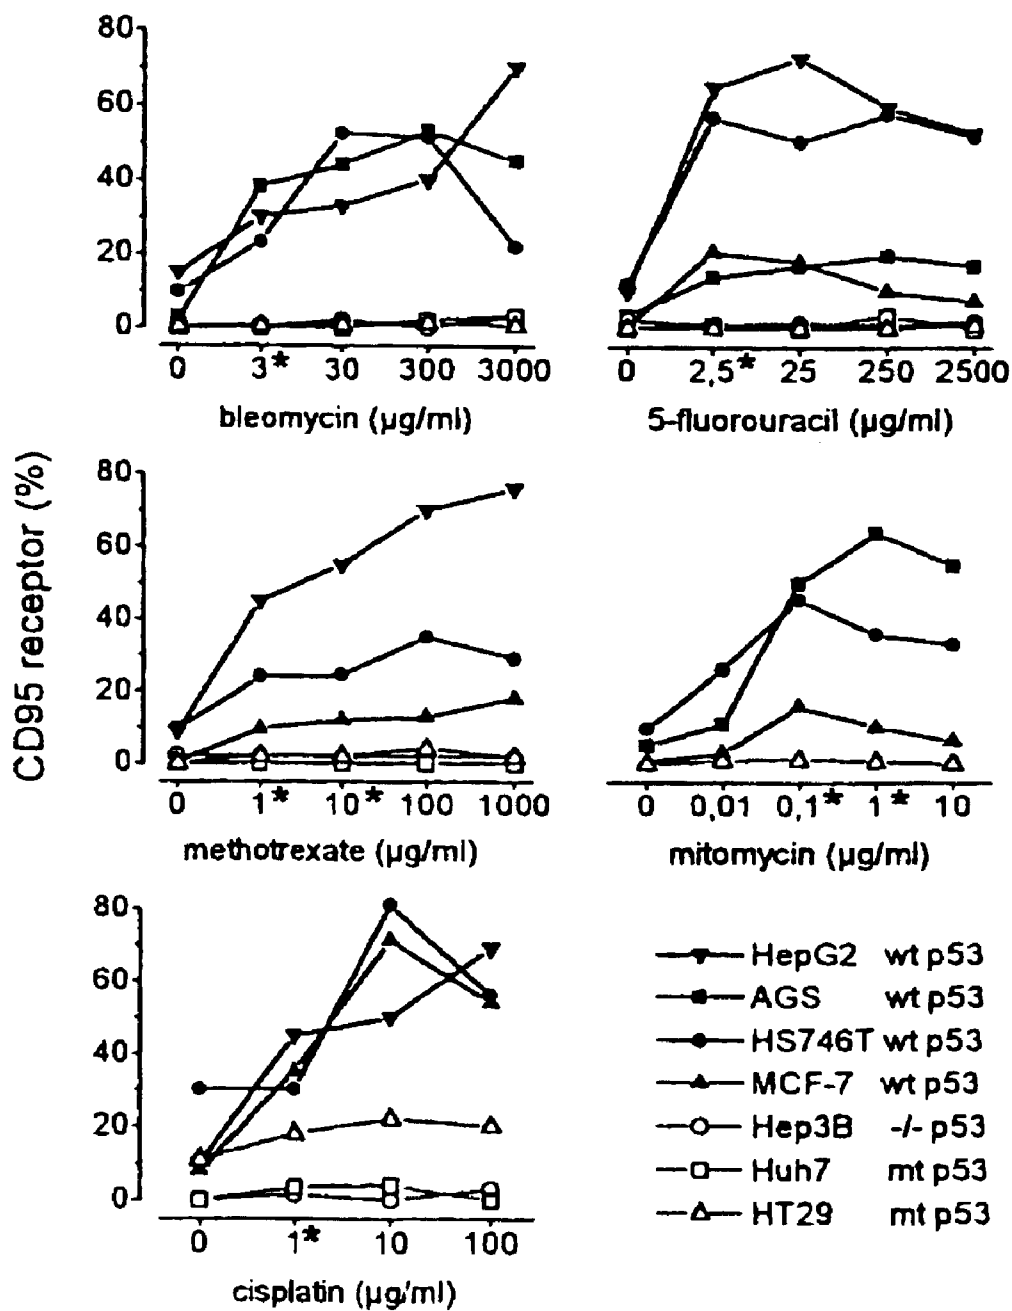 CD95 receptor (%)
80
60
40
20
0
0 3* 30 300 3000
bleomycin (µg/ml)
0 2,5* 25 250 2500
5-fluorouracil (µg/ml)
80
60
40
20
0
0 1* 10* 100 1000
methotrexate (µg/ml)
0 0,01 0,1* 1* 10
mitomycin (µg/ml)
80
60
40
20
0
0 1* 10 100
cisplatin (µg/ml)
HepG2 wt p53
AGS wt p53
HS746T wt p53
MCF-7 wt p53
Hep3B -/- p53
Huh7 mt p53
HT29 mt p53